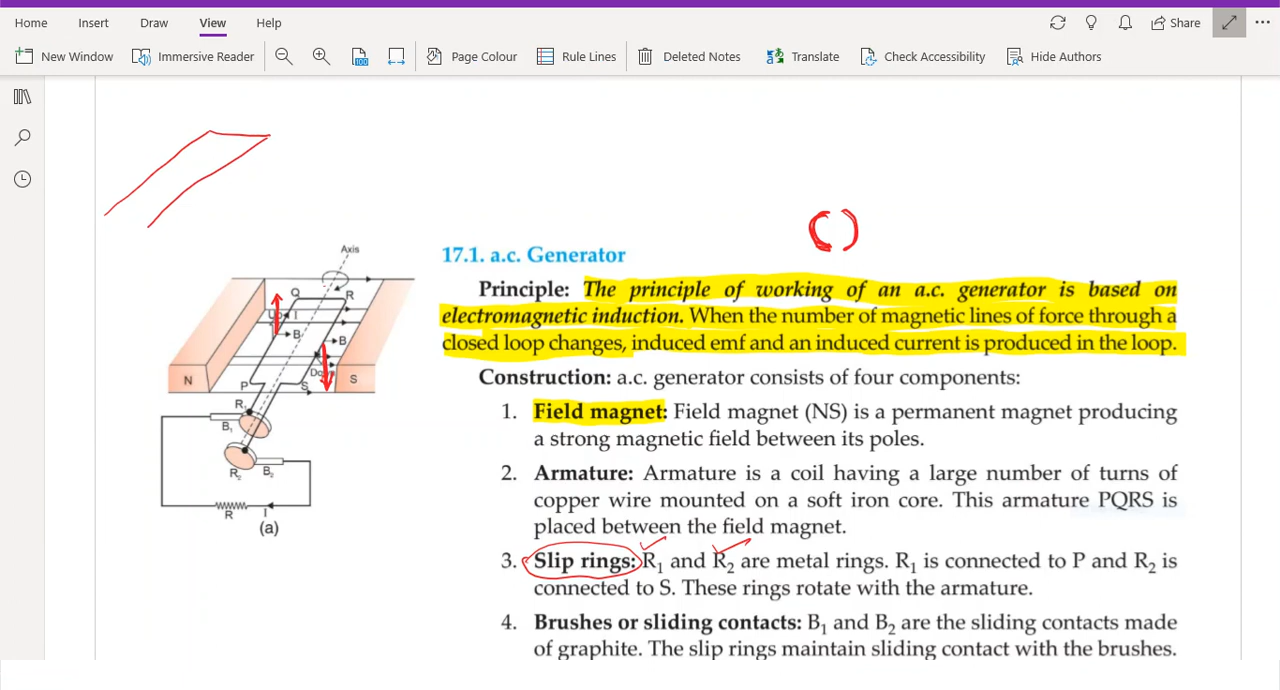 Home Insert Draw View Help Share
New Window Immersive Reader 100 Page Colour Rule Lines Deleted Notes Translate Check Accessibility Hide Authors
Axis
Q R
I
B B
N P S S
R1
B1
R2 B2
R I
(a)
17.1. a.c. Generator
Principle: The principle of working of an a.c. generator is based on
electromagnetic induction. When the number of magnetic lines of force through a
closed loop changes, induced emf and an induced current is produced in the loop.
Construction: a.c. generator consists of four components:
1. Field magnet: Field magnet (NS) is a permanent magnet producing
a strong magnetic field between its poles.
2. Armature: Armature is a coil having a large number of turns of
copper wire mounted on a soft iron core. This armature PQRS is
placed between the field magnet.
3. Slip rings: R1 and R2 are metal rings. R1 is connected to P and R2 is
connected to S. These rings rotate with the armature.
4. Brushes or sliding contacts: B1 and B2 are the sliding contacts made
of graphite. The slip rings maintain sliding contact with the brushes.